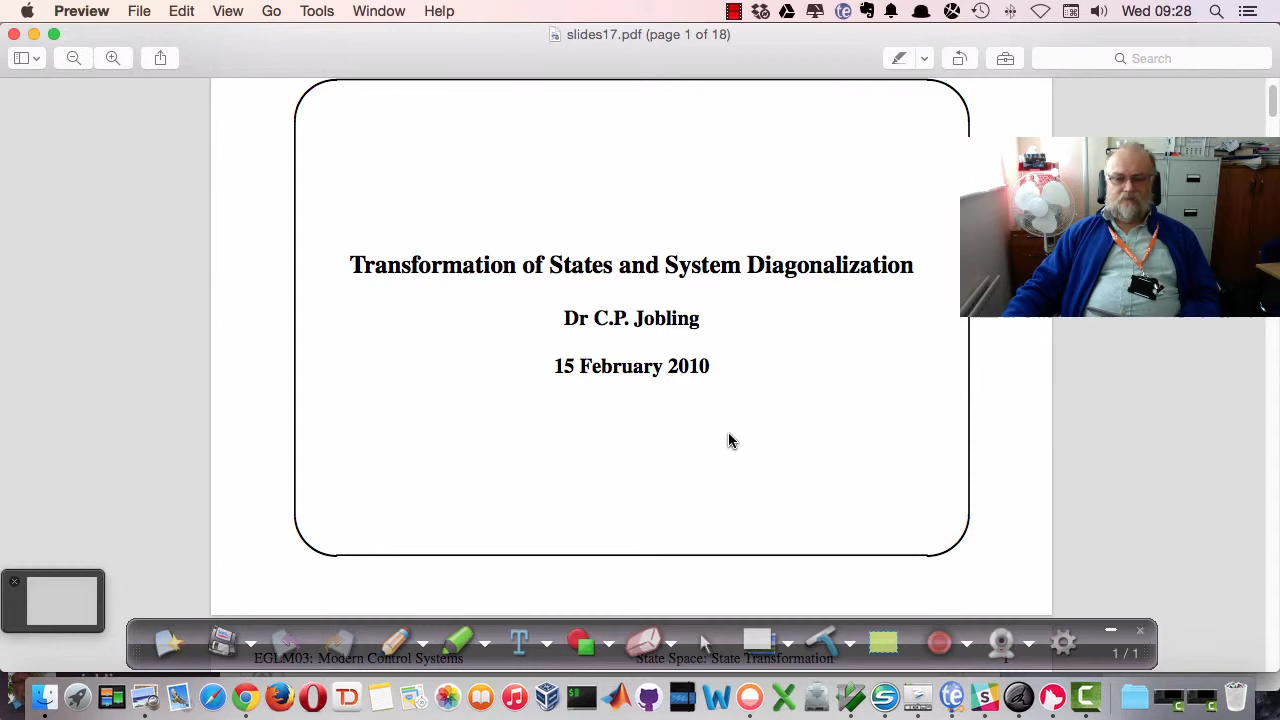 Preview File Edit View Go Tools Window Help Wed 09:28
slides17.pdf (page 1 of 18)
Search
Transformation of States and System Diagonalization
Dr C.P. Jobling
15 February 2010
1 / 1
EGLM03: Modern Control Systems State Space: State Transformation